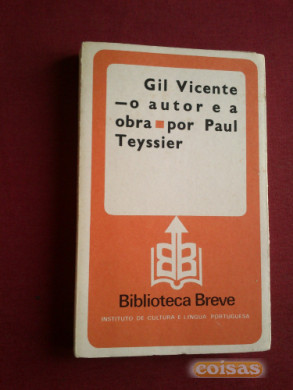 Gil Vicente
—o autor e a
obra ■ por Paul
Teyssier
Biblioteca Breve
INSTITUTO DE CULTURA E LÍNGUA PORTUGUESA
coisas